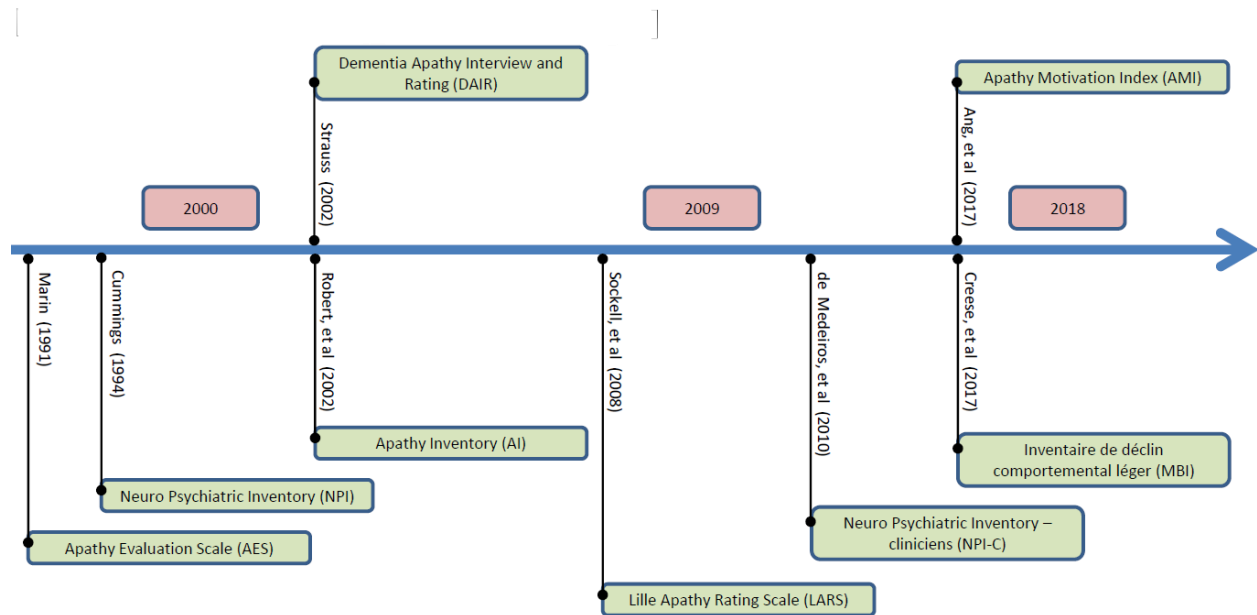 Dementia Apathy Interview and
Rating (DAIR)
Apathy Motivation Index (AMI)
Strauss (2002)
Ang, et al (2017)
2000
2009
2018
Marin (1991)
Cummings (1994)
Robert, et al (2002)
Sockell, et al (2008)
de Medeiros, et al (2010)
Creese, et al (2017)
Apathy Inventory (AI)
Inventaire de déclin
comportemental léger (MBI)
Neuro Psychiatric Inventory (NPI)
Neuro Psychiatric Inventory –
cliniciens (NPI-C)
Apathy Evaluation Scale (AES)
Lille Apathy Rating Scale (LARS)